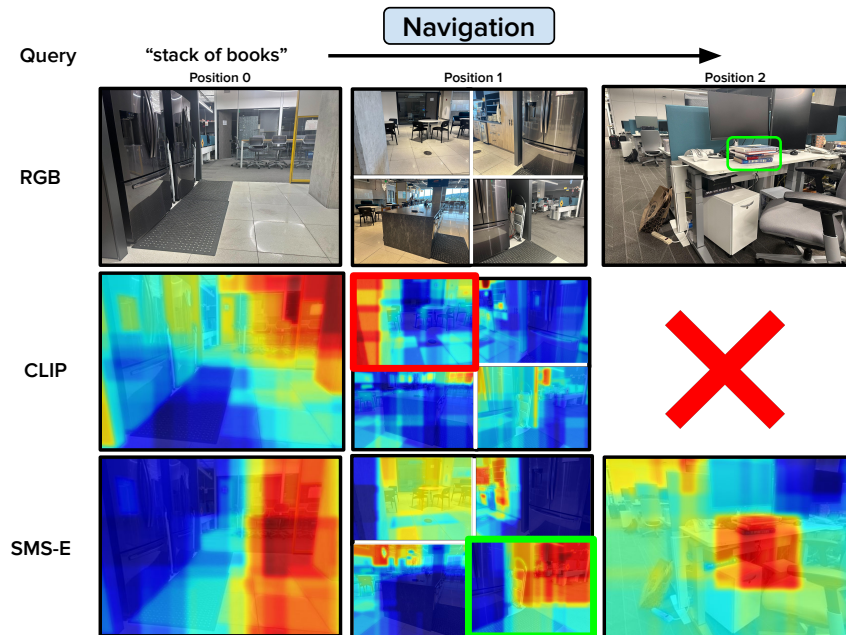 Navigation
Query "stack of books"
Position 0 Position 1 Position 2
RGB
CLIP
SMS-E